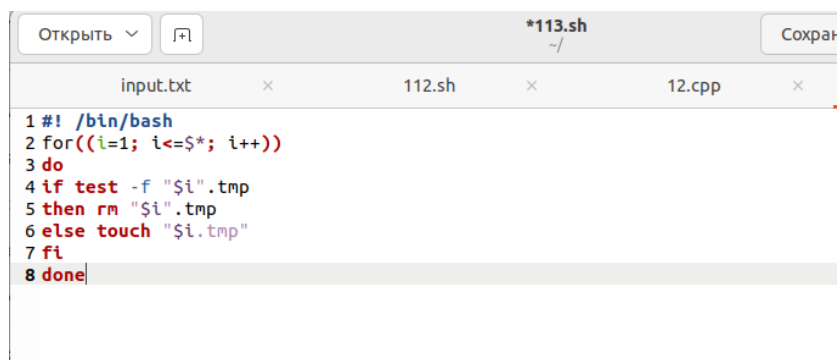 Открыть
*113.sh
~/
Сохран
input.txt
112.sh
12.cpp
1 #! /bin/bash
2 for((i=1; i<=$*; i++))
3 do
4 if test -f "$i".tmp
5 then rm "$i".tmp
6 else touch "$i.tmp"
7 fi
8 done